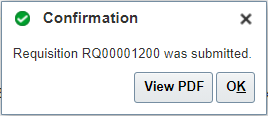 Confirmation
Requisition RQ00001200 was submitted.
View PDF
OK